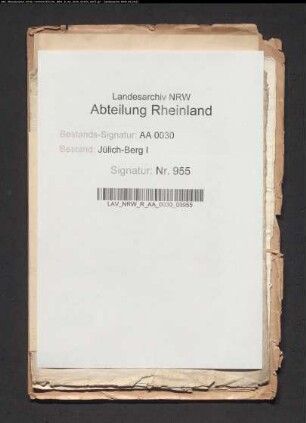 Landesarchiv NRW
Abteilung Rheinland
Bestands-Signatur: AA 0030
Bestand: Jülich-Berg I
Signatur: Nr. 955
LAV_NRW_R_AA_0030_00955